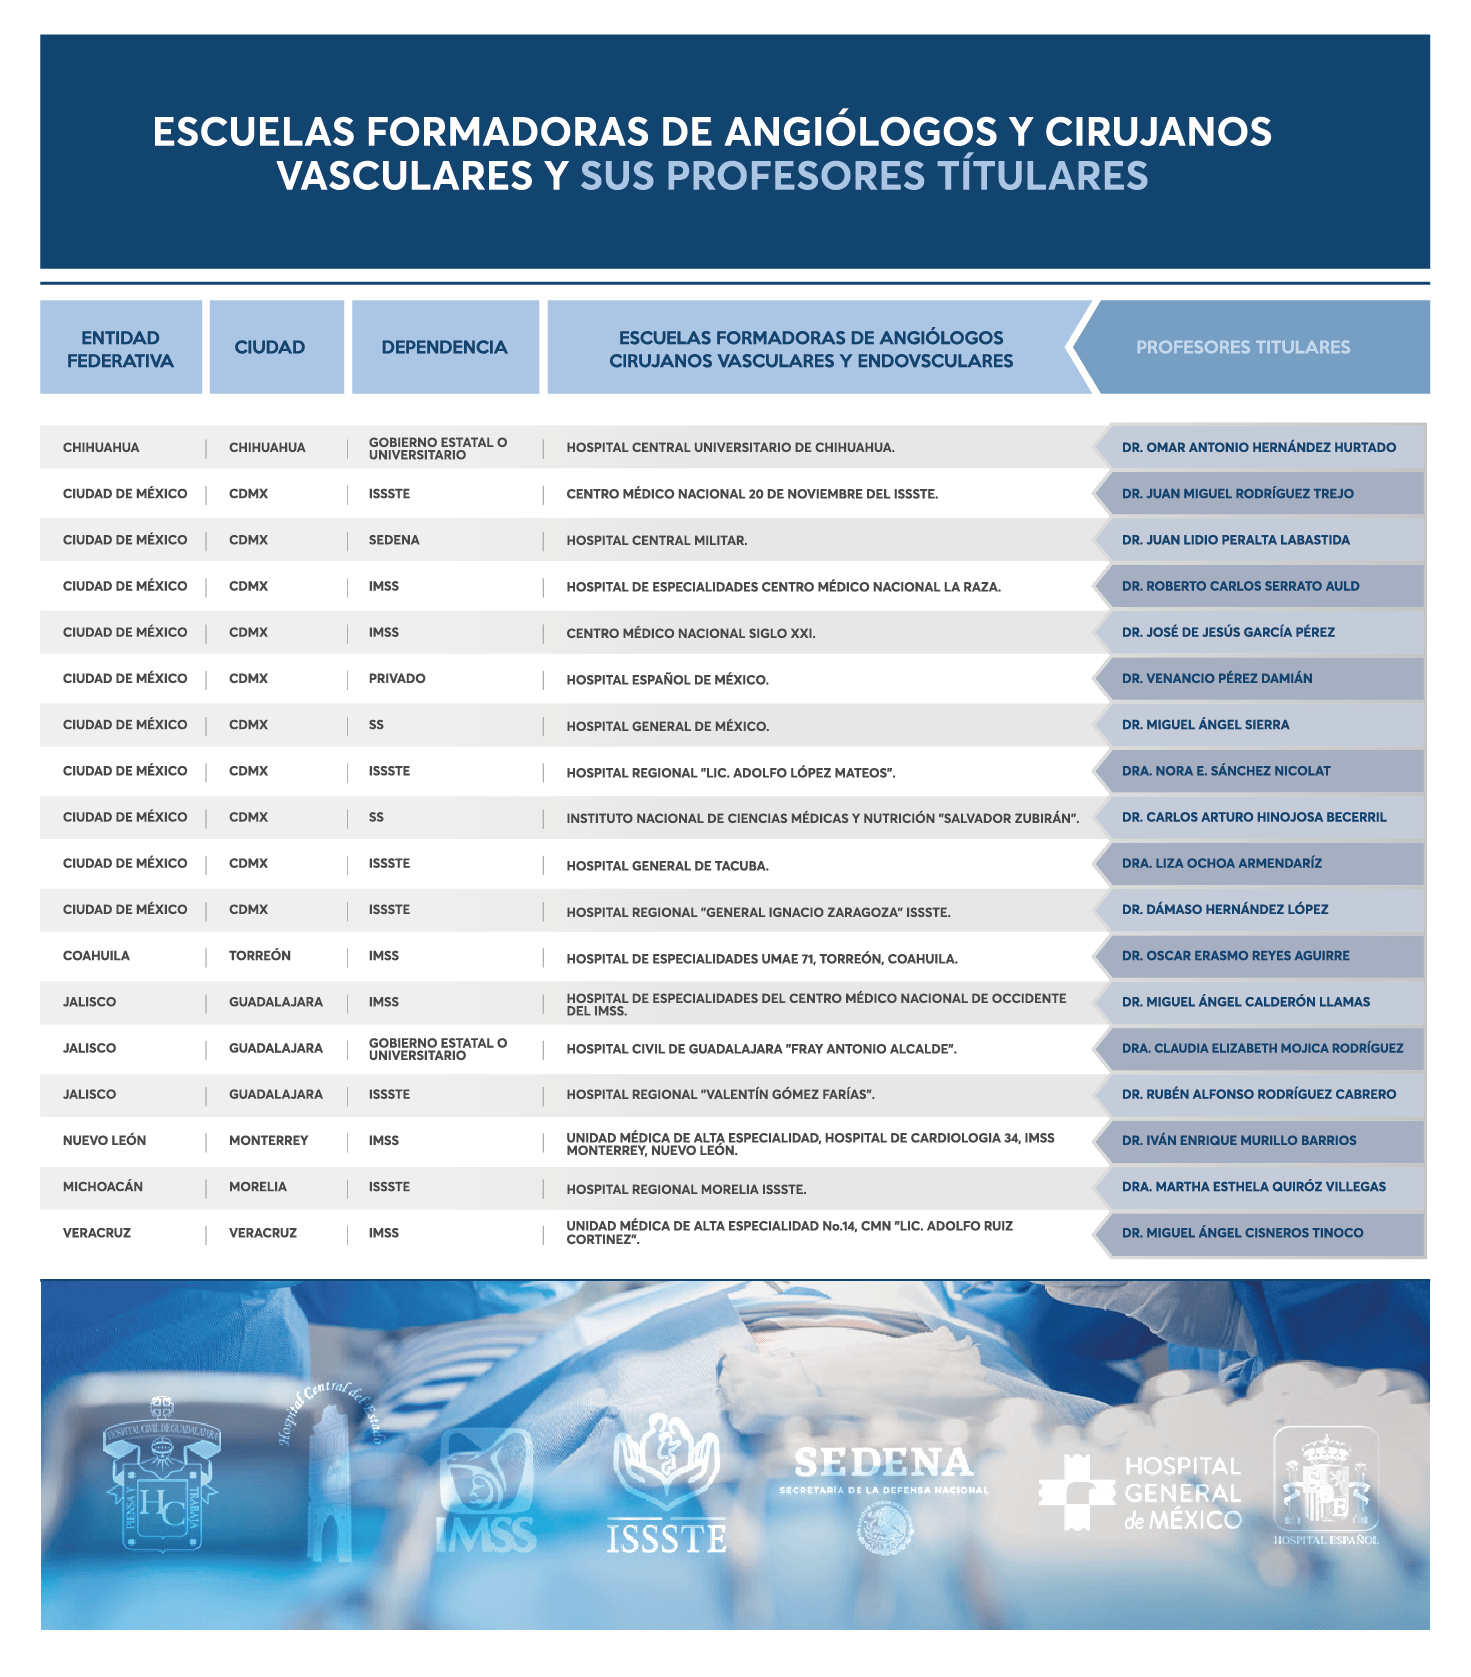 ESCUELAS FORMADORAS DE ANGIÓLOGOS Y CIRUJANOS
VASCULARES Y SUS PROFESORES TÍTULARES
ENTIDAD
FEDERATIVA
CIUDAD
DEPENDENCIA
ESCUELAS FORMADORAS DE ANGIÓLOGOS
CIRUJANOS VASCULARES Y ENDOVSCULARES
PROFESORES TITULARES
CHIHUAHUA CHIHUAHUA GOBIERNO ESTATAL O
UNIVERSITARIO
HOSPITAL CENTRAL UNIVERSITARIO DE CHIHUAHUA. DR. OMAR ANTONIO HERNÁNDEZ HURTADO
CIUDAD DE MÉXICO CDMX ISSSTE CENTRO MÉDICO NACIONAL 20 DE NOVIEMBRE DEL ISSSTE. DR. JUAN MIGUEL RODRÍGUEZ TREJO
CIUDAD DE MÉXICO CDMX SEDENA HOSPITAL CENTRAL MILITAR. DR. JUAN LIDIO PERALTA LABASTIDA
CIUDAD DE MÉXICO CDMX IMSS HOSPITAL DE ESPECIALIDADES CENTRO MÉDICO NACIONAL LA RAZA. DR. ROBERTO CARLOS SERRATO AULD
CIUDAD DE MÉXICO CDMX IMSS CENTRO MÉDICO NACIONAL SIGLO XXI. DR. JOSÉ DE JESÚS GARCÍA PÉREZ
CIUDAD DE MÉXICO CDMX PRIVADO HOSPITAL ESPAÑOL DE MÉXICO. DR. VENANCIO PÉREZ DAMIÁN
CIUDAD DE MÉXICO CDMX SS HOSPITAL GENERAL DE MÉXICO. DR. MIGUEL ÁNGEL SIERRA
CIUDAD DE MÉXICO CDMX ISSSTE HOSPITAL REGIONAL "LIC. ADOLFO LÓPEZ MATEOS". DRA. NORA E. SÁNCHEZ NICOLAT
CIUDAD DE MÉXICO CDMX SS INSTITUTO NACIONAL DE CIENCIAS MÉDICAS Y NUTRICIÓN "SALVADOR ZUBIRÁN". DR. CARLOS ARTURO HINOJOSA BECERRIL
CIUDAD DE MÉXICO CDMX ISSSTE HOSPITAL GENERAL DE TACUBA. DRA. LIZA OCHOA ARMENDARÍZ
CIUDAD DE MÉXICO CDMX ISSSTE HOSPITAL REGIONAL "GENERAL IGNACIO ZARAGOZA" ISSSTE. DR. DÁMASO HERNÁNDEZ LÓPEZ
COAHUILA TORREÓN IMSS HOSPITAL DE ESPECIALIDADES UMAE 71, TORREÓN, COAHUILA. DR. OSCAR ERASMO REYES AGUIRRE
JALISCO GUADALAJARA IMSS HOSPITAL DE ESPECIALIDADES DEL CENTRO MÉDICO NACIONAL DE OCCIDENTE
DEL IMSS.
DR. MIGUEL ÁNGEL CALDERÓN LLAMAS
JALISCO GUADALAJARA GOBIERNO ESTATAL O
UNIVERSITARIO
HOSPITAL CIVIL DE GUADALAJARA "FRAY ANTONIO ALCALDE". DRA. CLAUDIA ELIZABETH MOJICA RODRÍGUEZ
JALISCO GUADALAJARA ISSSTE HOSPITAL REGIONAL "VALENTÍN GÓMEZ FARÍAS". DR. RUBÉN ALFONSO RODRÍGUEZ CABRERO
NUEVO LEÓN MONTERREY IMSS UNIDAD MÉDICA DE ALTA ESPECIALIDAD, HOSPITAL DE CARDIOLOGIA 34, IMSS
MONTERREY, NUEVO LEÓN.
DR. IVÁN ENRIQUE MURILLO BARRIOS
MICHOACÁN MORELIA ISSSTE HOSPITAL REGIONAL MORELIA ISSSTE. DRA. MARTHA ESTHELA QUIRÓZ VILLEGAS
VERACRUZ VERACRUZ IMSS UNIDAD MÉDICA DE ALTA ESPECIALIDAD No.14, CMN "LIC. ADOLFO RUIZ
CORTINEZ".
DR. MIGUEL ÁNGEL CISNEROS TINOCO
HOSPITAL CIVIL DE GUADALAJARA
PIENSA Y
TRABAJA
HC
Hospital Central del Estado
IMSS
ISSSTE
SEDENA
SECRETARÍA DE LA DEFENSA NACIONAL
HOSPITAL
GENERAL
de MÉXICO
HOSPITAL ESPAÑOL